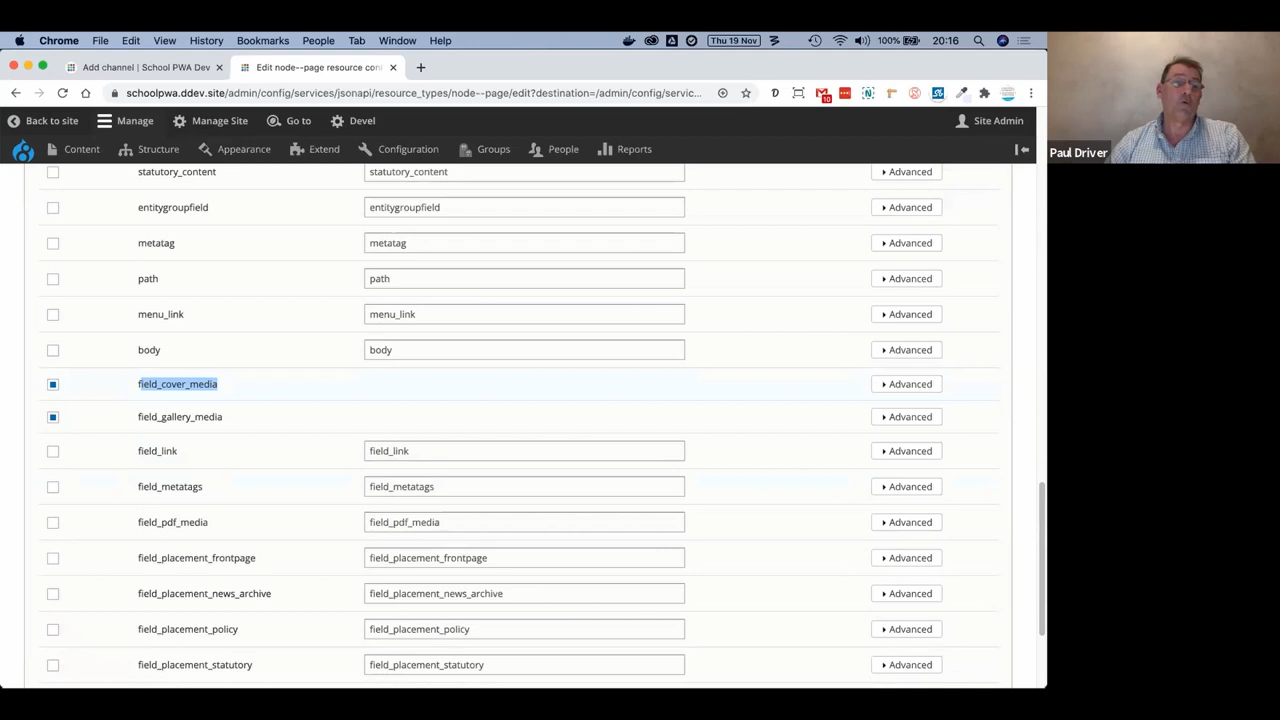 Chrome File Edit View History Bookmarks People Tab Window Help Thu 19 Nov 100% 20:16
Add channel | School PWA Dev Edit node--page resource con
schoolpwa.ddev.site/admin/config/services/jsonapi/resource_types/node--page/edit?destination=/admin/config/servic... 10
Back to site Manage Manage Site Go to Devel Site Admin
Content Structure Appearance Extend Configuration Groups People Reports
Paul Driver
statutory_content statutory_content Advanced
entitygroupfield entitygroupfield Advanced
metatag metatag Advanced
path path Advanced
menu_link menu_link Advanced
body body Advanced
field_cover_media Advanced
field_gallery_media Advanced
field_link field_link Advanced
field_metatags field_metatags Advanced
field_pdf_media field_pdf_media Advanced
field_placement_frontpage field_placement_frontpage Advanced
field_placement_news_archive field_placement_news_archive Advanced
field_placement_policy field_placement_policy Advanced
field_placement_statutory field_placement_statutory Advanced